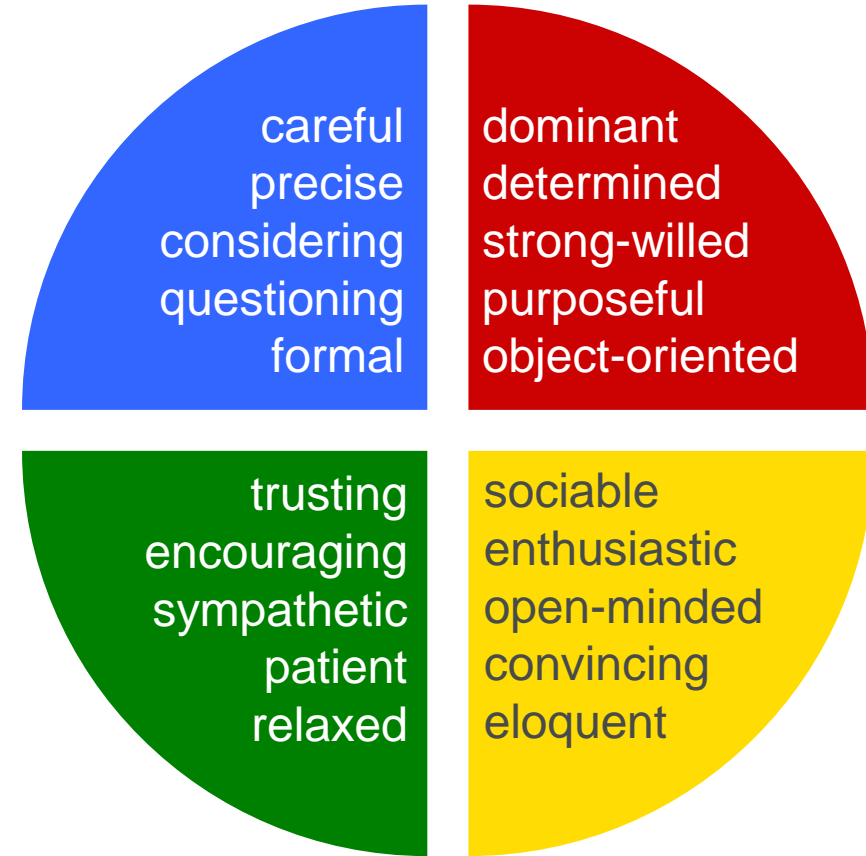 careful
precise
considering
questioning
formal
dominant
determined
strong-willed
purposeful
object-oriented
trusting
encouraging
sympathetic
patient
relaxed
sociable
enthusiastic
open-minded
convincing
eloquent